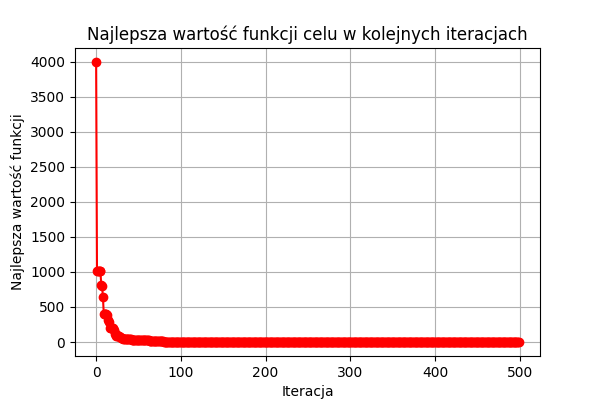 Najlepsza wartość funkcji celu w kolejnych iteracjach
Najlepsza wartość funkcji
4000
3500
3000
2500
2000
1500
1000
500
0
0 100 200 300 400 500
Iteracja